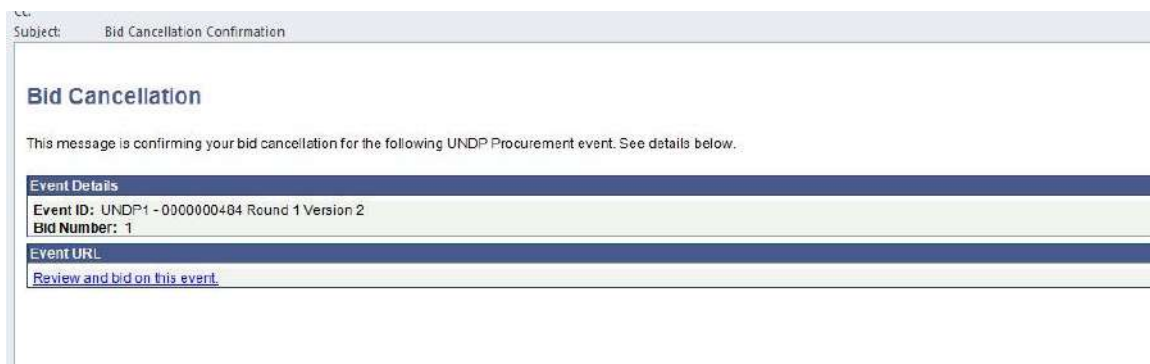 Subject: Bid Cancellation Confirmation
Bid Cancellation
This message is confirming your bid cancellation for the following UNDP Procurement event. See details below.
Event Details
Event ID: UNDP1 - 0000000484 Round 1 Version 2
Bid Number: 1
Event URL
Review and bid on this event.